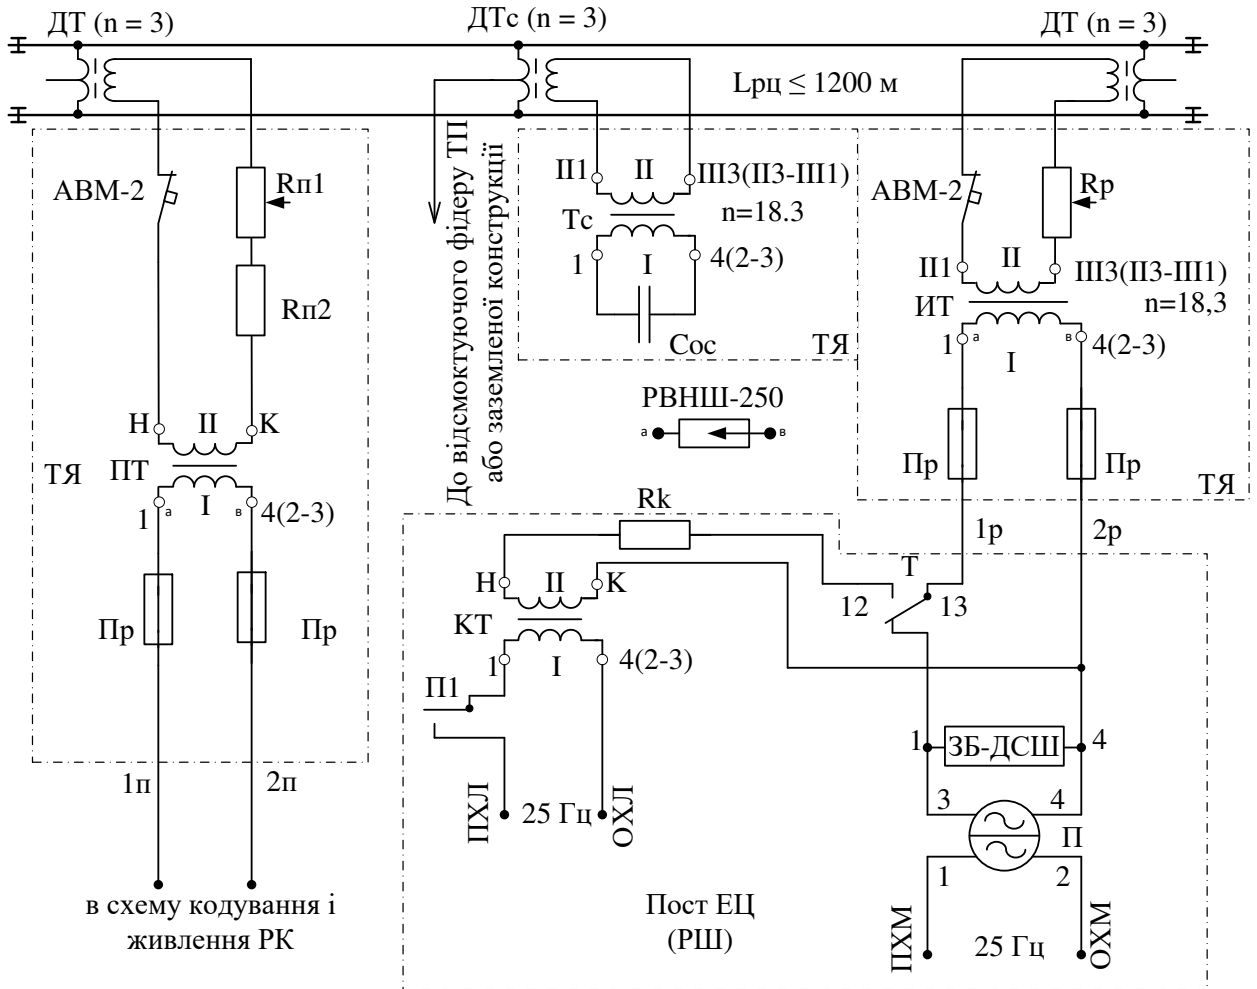 ДТ (n = 3)
ДТс (n = 3)
ДТ (n = 3)
Lрц ≤ 1200 м
АВМ-2
Rп1
Rп2
Н
II
К
ТЯ
ПТ
1
а
I
в
4(2-3)
Пр
Пр
1п
2п
в схему кодування і
живлення РК
До відсмоктуючого фідеру ТП
або заземленої конструкції
II1
II
III3(II3-III1)
n=18.3
Тс
1
I
4(2-3)
Сос
ТЯ
РВНШ-250
а
в
АВМ-2
Rр
II1
II
III3(II3-III1)
n=18,3
ИТ
1
а
в
4(2-3)
I
Пр
Пр
ТЯ
1р
2р
Rk
Н
II
К
КТ
1
I
4(2-3)
П1
ПХЛ
25 Гц
ОХЛ
Т
12
13
1
ЗБ-ДСШ
4
3
4
П
1
2
ПХМ
25 Гц
ОХМ
Пост ЕЦ
(РШ)